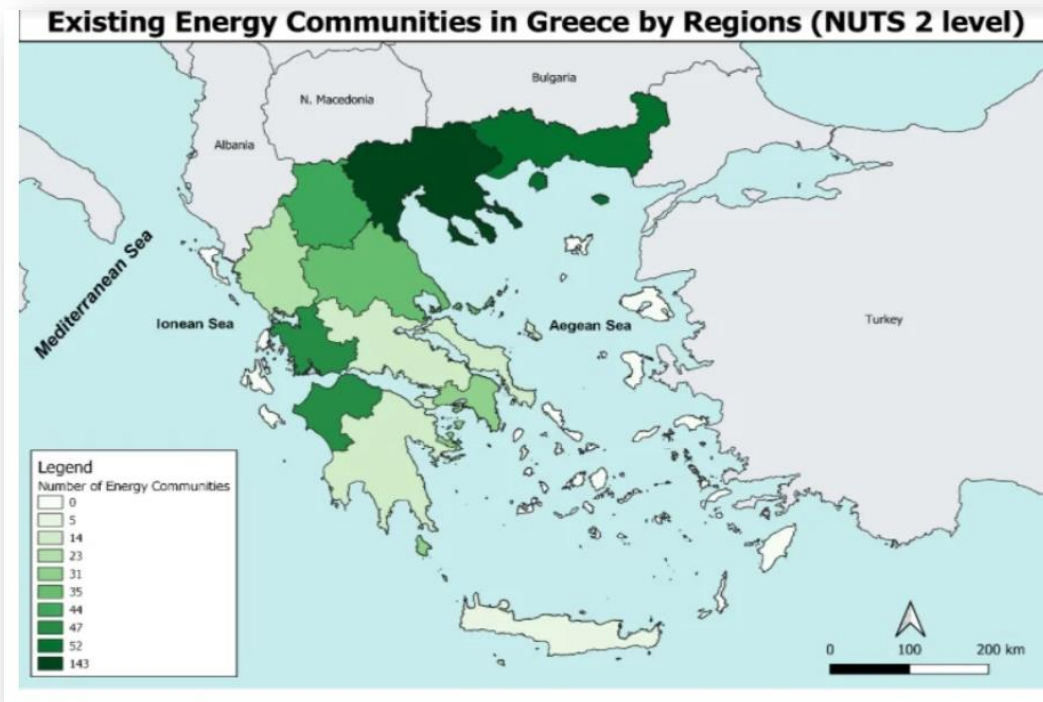 Existing Energy Communities in Greece by Regions (NUTS 2 level)
Bulgaria
N. Macedonia
Albania
Mediterranean Sea
Ionean Sea
Aegean Sea
Turkey
Legend
Number of Energy Communities
0
5
14
23
31
35
44
47
52
143
0 100 200 km